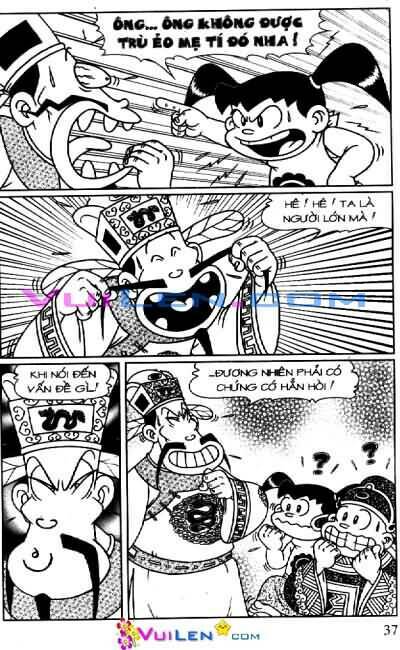 ÔNG... ÔNG KHÔNG ĐƯỢC
TRÙ ẺO MẸ TÍ ĐÓ NHA!
HÊ! HÊ! TA LÀ
NGƯỜI LỚN MÀ!
VUILEN.COM
KHI NÓI ĐẾN
VẤN ĐỀ GÌ...
...ĐƯƠNG NHIÊN PHẢI CÓ
CHỨNG CỚ HẲN HÒI!
? ?
37
VUILEN.COM